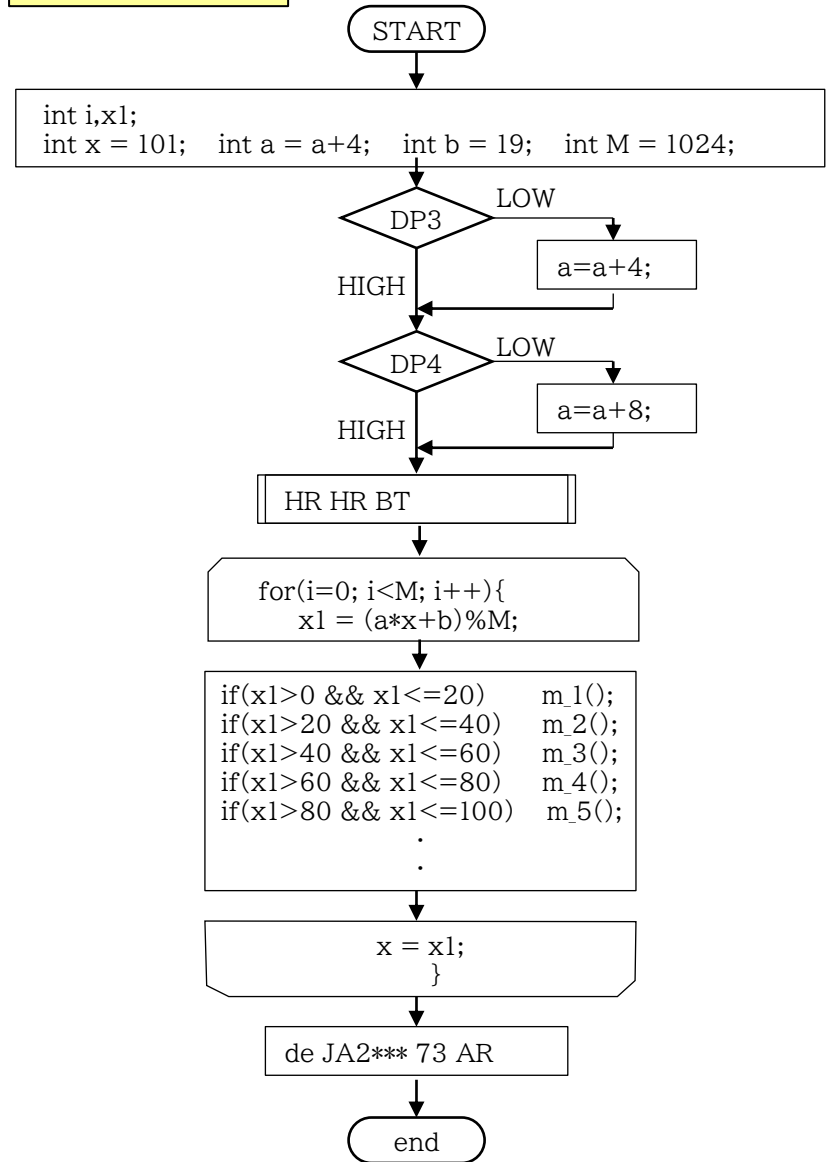 START
int i,x1;
int x = 101; int a = a+4; int b = 19; int M = 1024;
DP3
LOW
a=a+4;
HIGH
DP4
LOW
a=a+8;
HIGH
HR HR BT
for(i=0; i<M; i++){
x1 = (a*x+b)%M;
if(x1>0 && x1<=20) m_1();
if(x1>20 && x1<=40) m_2();
if(x1>40 && x1<=60) m_3();
if(x1>60 && x1<=80) m_4();
if(x1>80 && x1<=100) m_5();
.
.
x = x1;
}
de JA2*** 73 AR
end